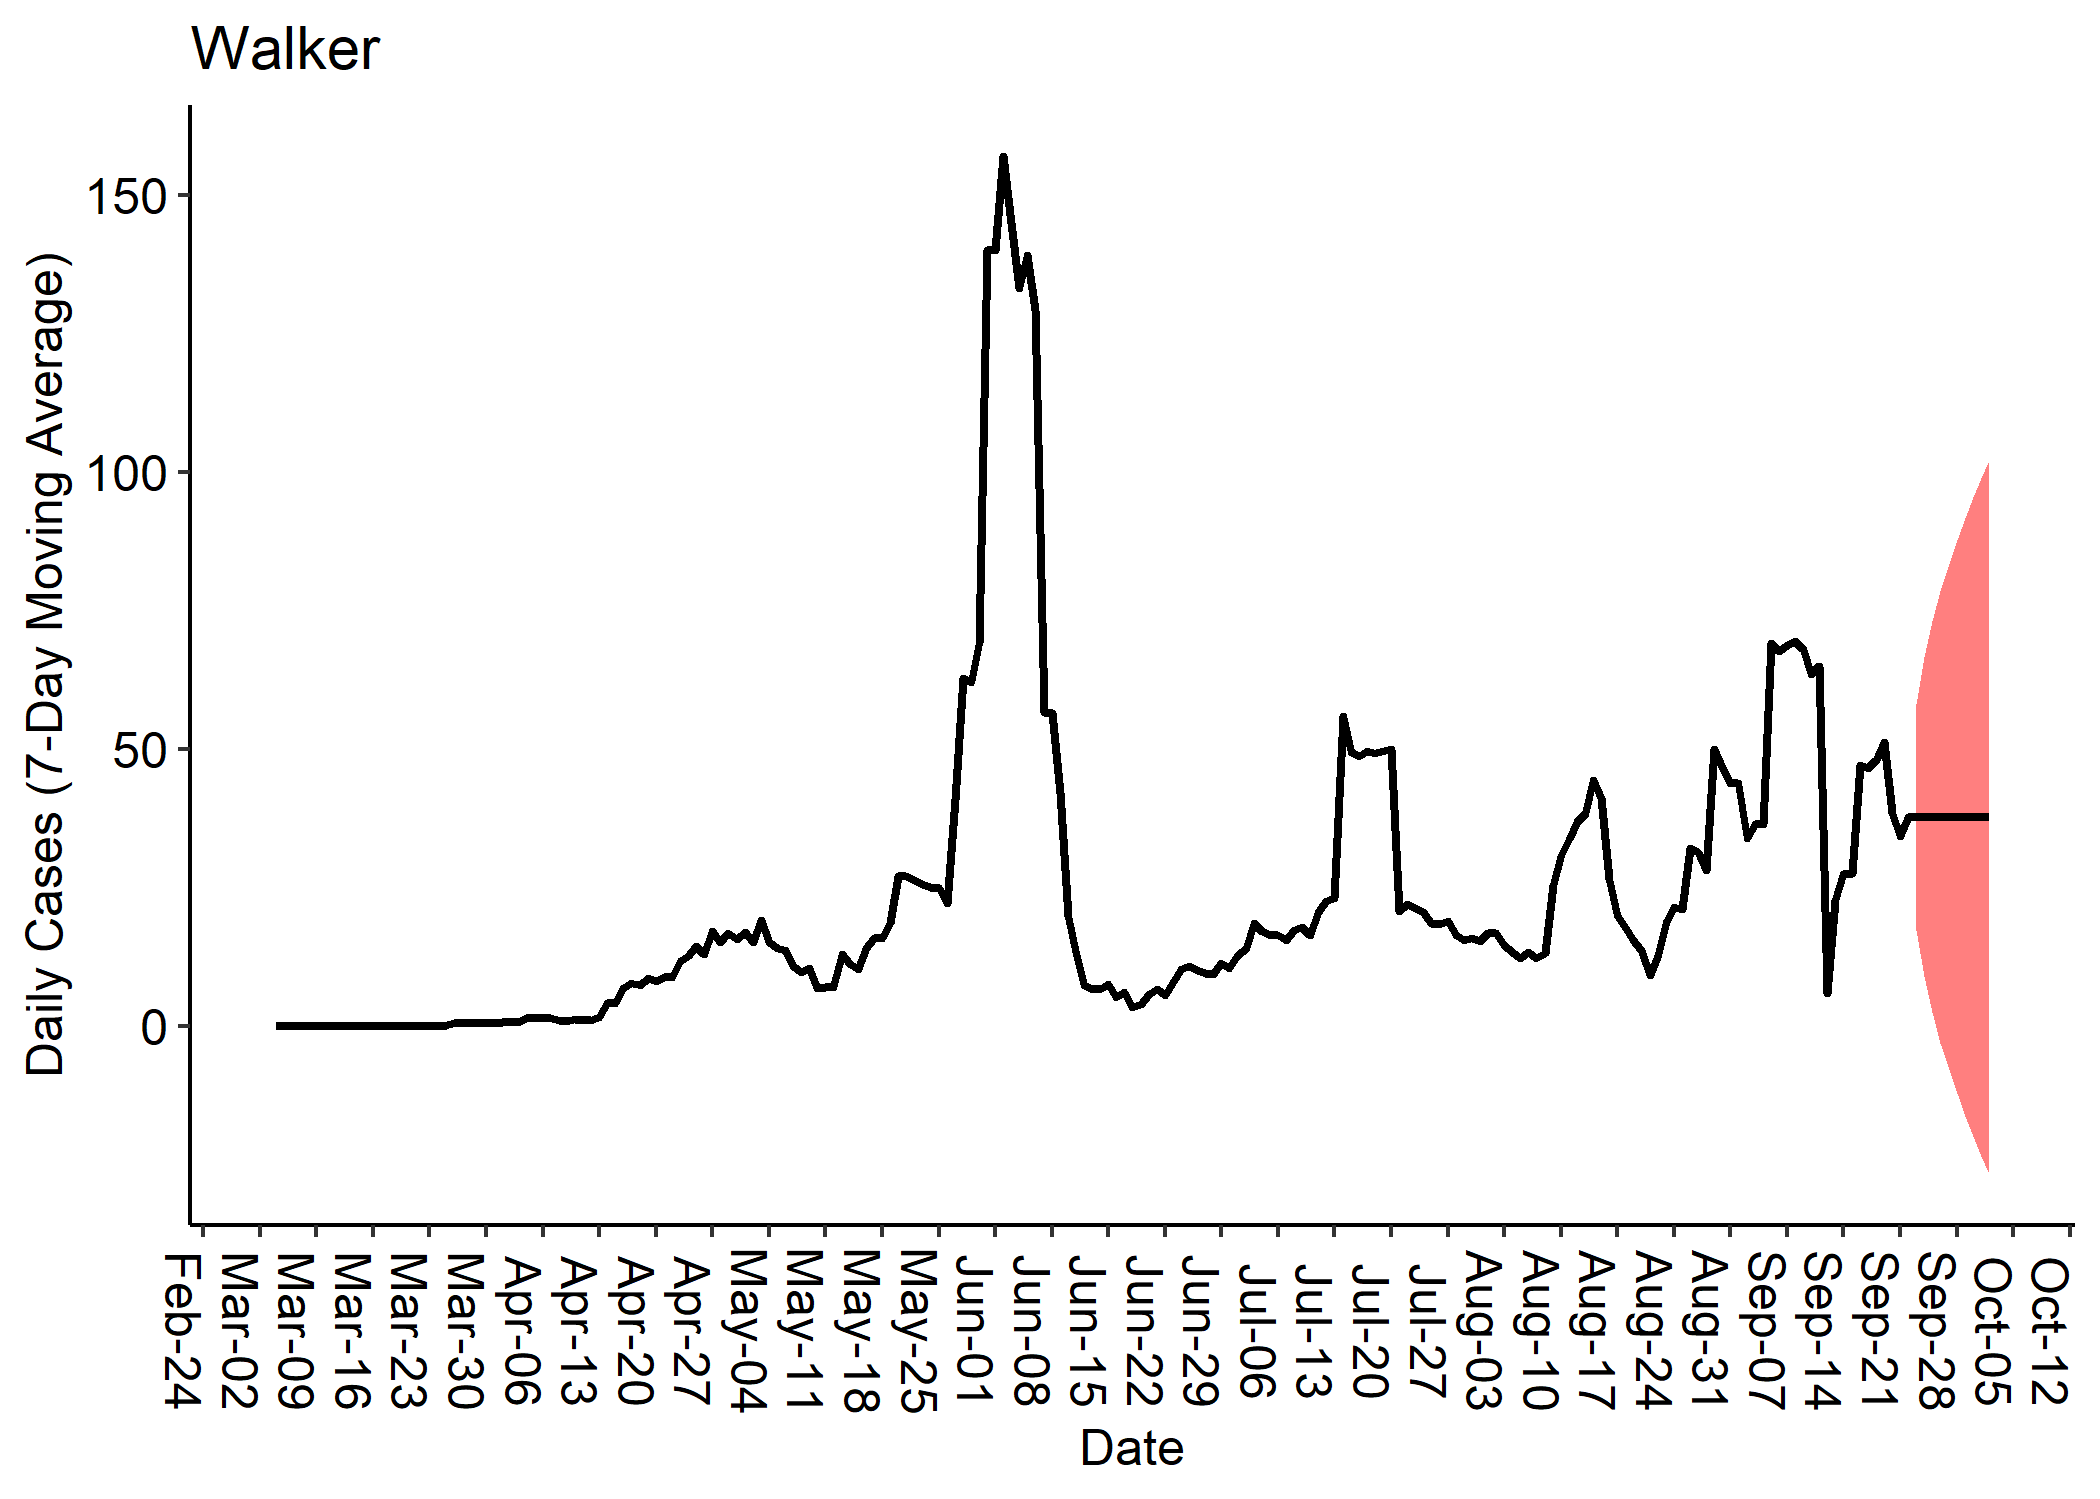 Walker
Daily Cases (7-Day Moving Average)
150
100
50
0
Feb-24
Mar-02
Mar-09
Mar-16
Mar-23
Mar-30
Apr-06
Apr-13
Apr-20
Apr-27
May-04
May-11
May-18
May-25
Jun-01
Jun-08
Jun-15
Jun-22
Jun-29
Jul-06
Jul-13
Jul-20
Jul-27
Aug-03
Aug-10
Aug-17
Aug-24
Aug-31
Sep-07
Sep-14
Sep-21
Sep-28
Oct-05
Oct-12
Date